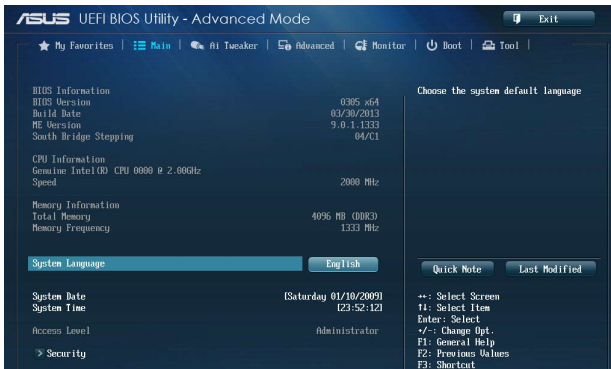 ASUS UEFI BIOS Utility - Advanced Mode
Exit
My Favorites | Main | Ai Tweaker | Advanced | Monitor | Boot | Tool |
BIOS Information
BIOS Version 0305 x64
Build Date 03/30/2013
ME Version 9.0.1.1333
South Bridge Stepping 04/C1
CPU Information
Genuine Intel(R) CPU 0000 @ 2.00GHz
Speed 2000 MHz
Memory Information
Total Memory 4096 MB (DDR3)
Memory Frequency 1333 MHz
System Language English
System Date [Saturday 01/10/2009]
System Time [23:52:12]
Access Level Administrator
> Security
Choose the system default language
Quick Note Last Modified
→←: Select Screen
↑↓: Select Item
Enter: Select
+/-: Change Opt.
F1: General Help
F2: Previous Values
F3: Shortcut